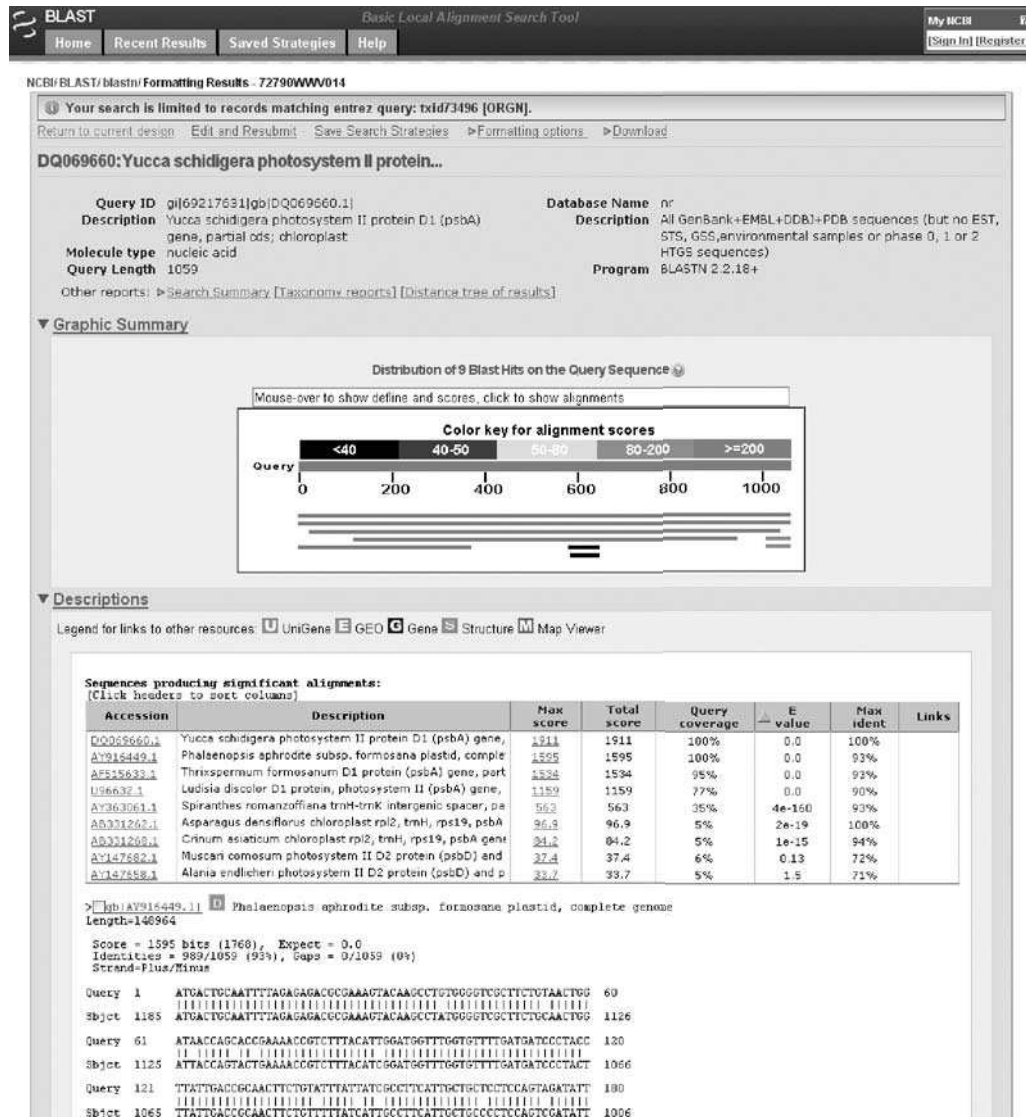 BLAST Basic Local Alignment Search Tool My NCBI
Home Recent Results Saved Strategies Help [Sign In] [Register
NCBI/ BLAST/ blastn/ Formatting Results - 72790WWV014
Your search is limited to records matching entrez query: txid73496 [ORGN].
Return to current design Edit and Resubmit Save Search Strategies ▶Formatting options ▶Download
DQ069660:Yucca schidigera photosystem II protein...
Query ID gi|69217631|gb|DQ069660.1|
Description Yucca schidigera photosystem II protein D1 (psbA)
gene, partial cds; chloroplast
Molecule type nucleic acid
Query Length 1059
Database Name nr
Description All GenBank+EMBL+DDBJ+PDB sequences (but no EST,
STS, GSS,environmental samples or phase 0, 1 or 2
HTGS sequences)
Program BLASTN 2.2.18+
Other reports: ▶Search Summary [Taxonomy reports] [Distance tree of results]
▼ Graphic Summary
Distribution of 9 Blast Hits on the Query Sequence
Mouse-over to show define and scores, click to show alignments
Color key for alignment scores
<40 40-50 50-80 80-200 >=200
Query
0 200 400 600 800 1000
▼ Descriptions
Legend for links to other resources: U UniGene E GEO G Gene S Structure M Map Viewer
Sequences producing significant alignments:
[Click headers to sort columns]
Accession Description Max score Total score Query coverage E value Max ident Links
DQ069660.1 Yucca schidigera photosystem II protein D1 (psbA) gene, 1911 1911 100% 0.0 100%
AY916449.1 Phalaenopsis aphrodite subsp. formosana plastid, comple 1595 1595 100% 0.0 93%
AF515633.1 Thrixspermum formosanum D1 protein (psbA) gene, part 1534 1534 95% 0.0 93%
U96632.1 Ludisia discolor D1 protein, photosystem II (psbA) gene, 1159 1159 77% 0.0 90%
AY363061.1 Spiranthes romanzoffiana trnH-trnK intergenic spacer, pa 563 563 35% 4e-160 93%
AB331262.1 Asparagus densiflorus chloroplast rpl2, trnH, rps19, psbA 96.9 96.9 5% 2e-19 100%
AB331268.1 Crinum asiaticum chloroplast rpl2, trnH, rps19, psbA gene 84.2 84.2 5% 1e-15 94%
AY147682.1 Muscari comosum photosystem II D2 protein (psbD) and 37.4 37.4 6% 0.13 72%
AY147658.1 Alania endlicheri photosystem II D2 protein (psbD) and p 33.7 33.7 5% 1.5 71%
>gb|AY916449.1| D Phalaenopsis aphrodite subsp. formosana plastid, complete genome
Length=148964
Score = 1595 bits (1768), Expect = 0.0
Identities = 989/1059 (93%), Gaps = 0/1059 (0%)
Strand=Plus/Minus
Query 1 ATGACTGCAATTTTAGAGAGACGCGAAAGTACAAGCCTGTGGGGTCGCTTCTGTAACTGG 60
Sbjct 1185 ATGACTGCAATTTTAGAGAGACGCGAAAGTACAAGCCTATGGGGTCGCTTCTGCAACTGG 1126
Query 61 ATAACCAGCACCGAAAACCGTCTTTACATTGGATGGTTTGGTGTTTTGATGATCCCTACC 120
Sbjct 1125 ATTACCAGTACTGAAAACCGTCTTTACATCGGATGGTTTGGTGTTTTGATGATCCCTACT 1066
Query 121 TTATTGACCGCAACTTCTGTATTTATTATCGCCTTCATTGCTGCTCCTCCAGTAGATATT 180
Sbjct 1065 TTATTGACCGCAACTTCTGTTTTTATCATTGCCTTCATTGCTGCCCCTCCAGTCGATATT 1006